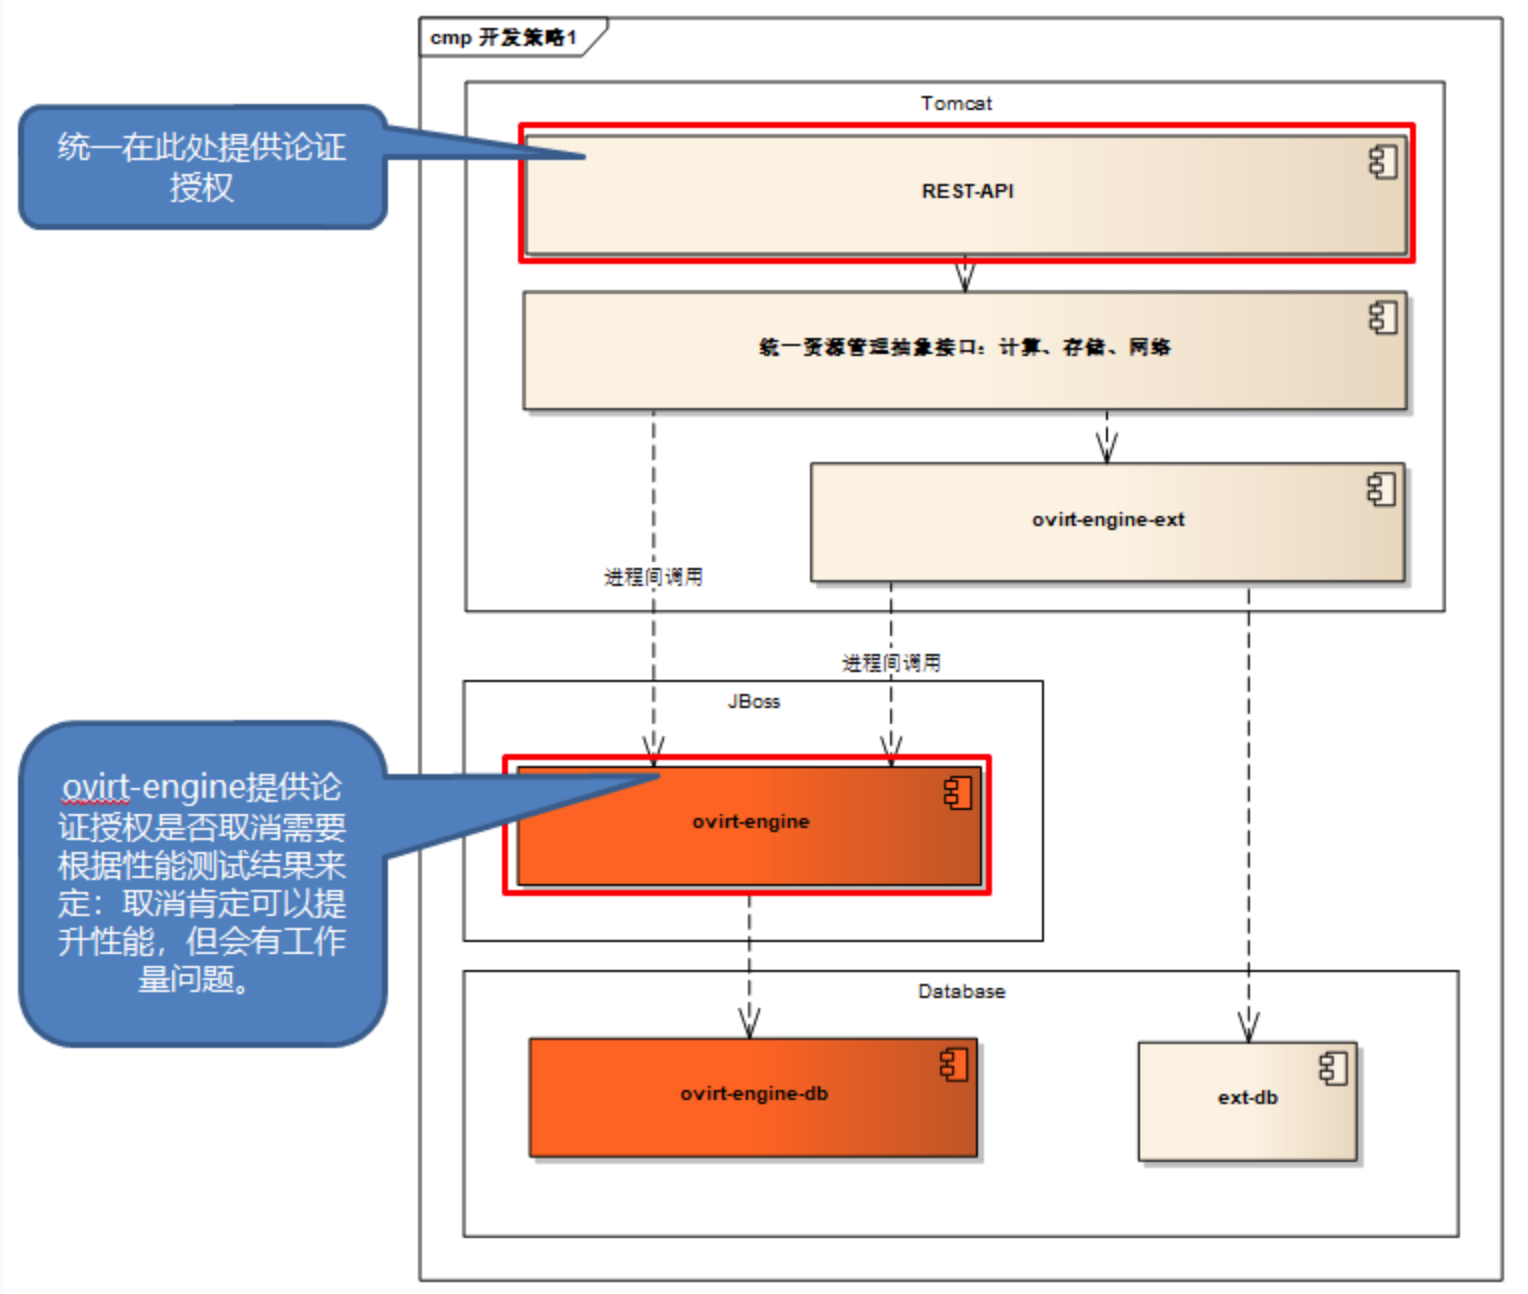 cmp 开发策略1
Tomcat
统一在此处提供论证
授权
REST-API
统一资源管理抽象接口：计算、存储、网络
ovirt-engine-ext
进程间调用
进程间调用
JBoss
ovirt-engine提供论
证授权是否取消需要
根据性能测试结果来
定：取消肯定可以提
升性能，但会有工作
量问题。
ovirt-engine
Database
ovirt-engine-db
ext-db